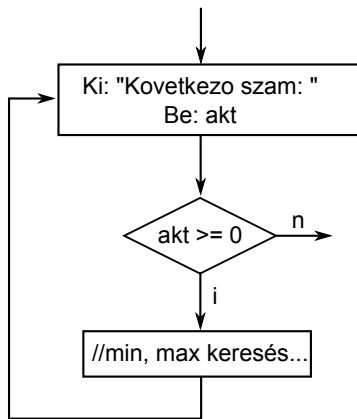 Ki: "Kovetkezo szam: "
Be: akt
akt >= 0
n
i
//min, max keresés...